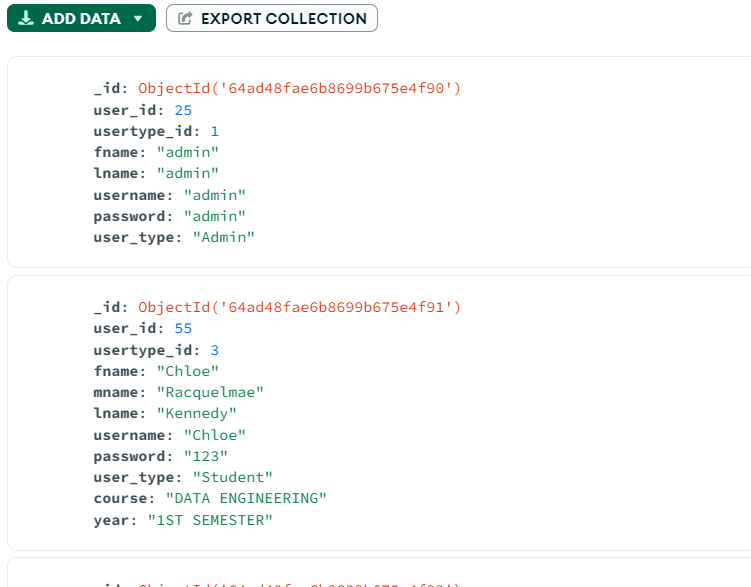 ADD DATA
EXPORT COLLECTION
_id: ObjectId('64ad48fae6b8699b675e4f90')
user_id: 25
usertype_id: 1
fname: "admin"
lname: "admin"
username: "admin"
password: "admin"
user_type: "Admin"
_id: ObjectId('64ad48fae6b8699b675e4f91')
user_id: 55
usertype_id: 3
fname: "Chloe"
mname: "Racquelmae"
lname: "Kennedy"
username: "Chloe"
password: "123"
user_type: "Student"
course: "DATA ENGINEERING"
year: "1ST SEMESTER"